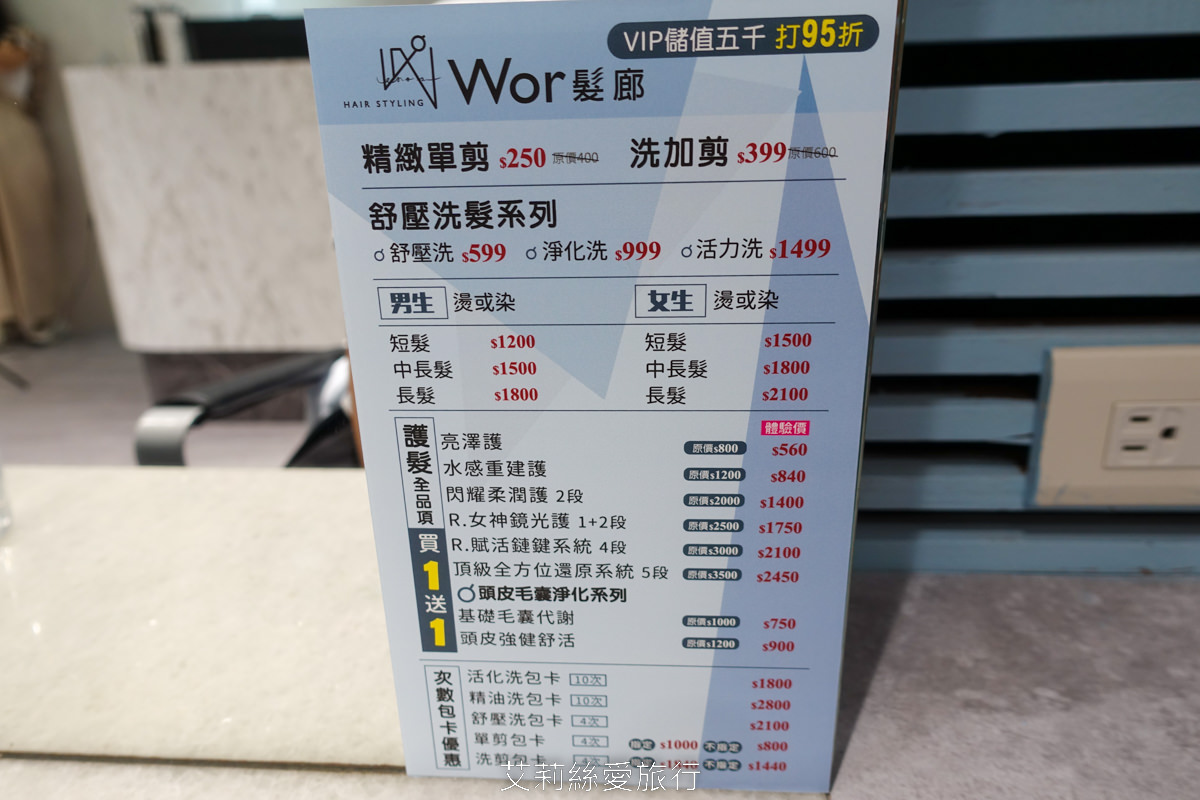 VIP儲值五千 打95折
HAIR STYLING
Wor髮廊
精緻單剪 $250 原價400 洗加剪 $399 原價600
舒壓洗髮系列
舒壓洗 $599 淨化洗 $999 活力洗 $1499
男生 燙或染 女生 燙或染
短髮 $1200 短髮 $1500
中長髮 $1500 中長髮 $1800
長髮 $1800 長髮 $2100
護髮全品項買1送1
體驗價
亮澤護 原價$800 $560
水感重建護 原價$1200 $840
閃耀柔潤護 2段 原價$2000 $1400
R.女神鏡光護 1+2段 原價$2500 $1750
R.賦活鏈鍵系統 4段 原價$3000 $2100
頂級全方位還原系統 5段 原價$3500 $2450
頭皮毛囊淨化系列
基礎毛囊代謝 原價$1000 $750
頭皮強健舒活 原價$1200 $900
次數包卡優惠
活化洗包卡 10次 $1800
精油洗包卡 10次 $2800
舒壓洗包卡 4次 $2100
單剪包卡 4次 指定 $1000 不指定 $800
洗剪包卡 不指定 $1440
艾莉絲愛旅行